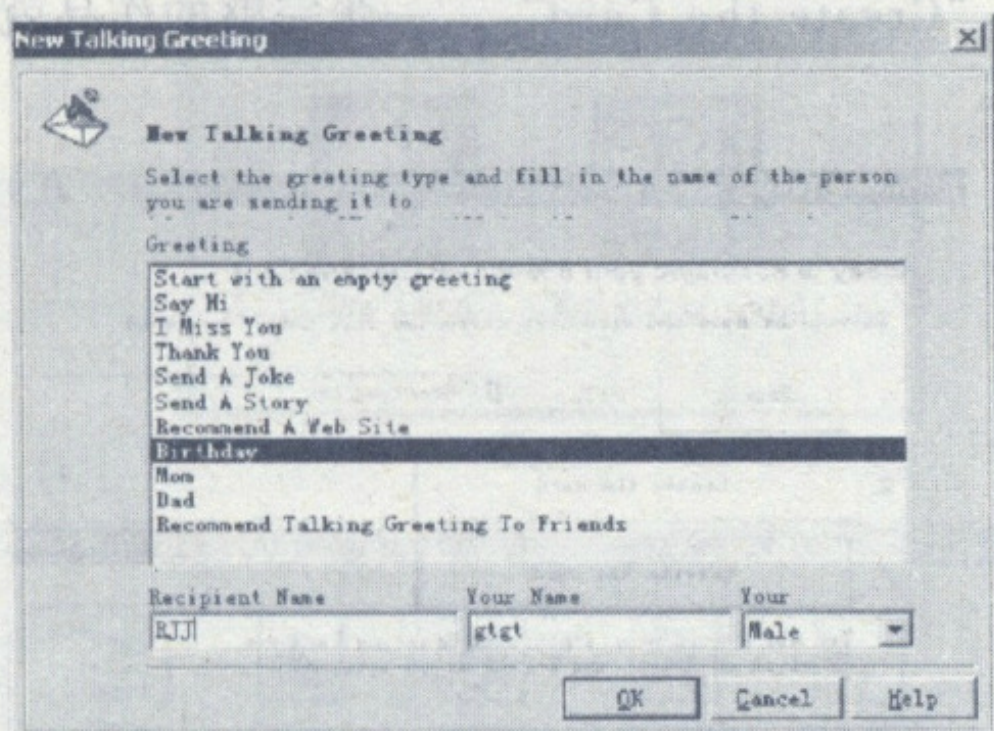 New Talking Greeting
New Talking Greeting
Select the greeting type and fill in the name of the person
you are sending it to
Greeting
Start with an empty greeting
Say Hi
I Miss You
Thank You
Send A Joke
Send A Story
Recommend A Web Site
Birthday
Mom
Dad
Recommend Talking Greeting To Friends
Recipient Name Your Name Your
RJJ gtgt Male
OK Cancel Help